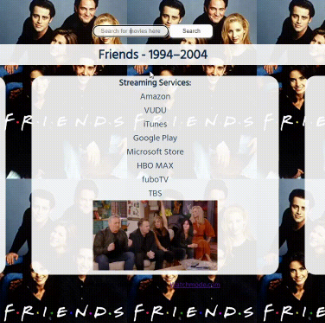 Search for movies here
Search
Friends - 1994–2004
Streaming Services:
Amazon
VUDU
iTunes
Google Play
Microsoft Store
HBO MAX
fuboTV
TBS
F·R·I·E·N·D·S
F·R·I·E·N·D·S
F·R·I·E·N·D·S